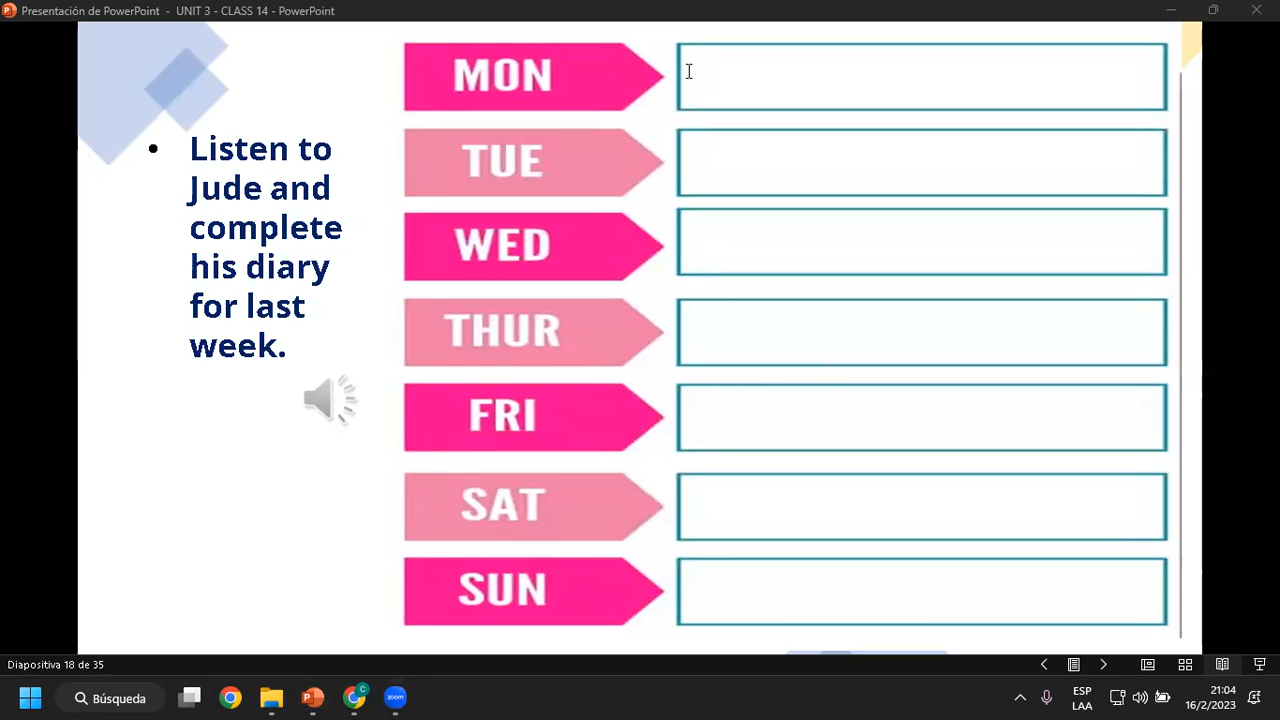 Presentación de PowerPoint - UNIT 3 - CLASS 14 - PowerPoint
• Listen to
Jude and
complete
his diary
for last
week.
MON
TUE
WED
THUR
FRI
SAT
SUN
Diapositiva 18 de 35
Búsqueda
C
zoom
ESP
LAA
21:04
16/2/2023